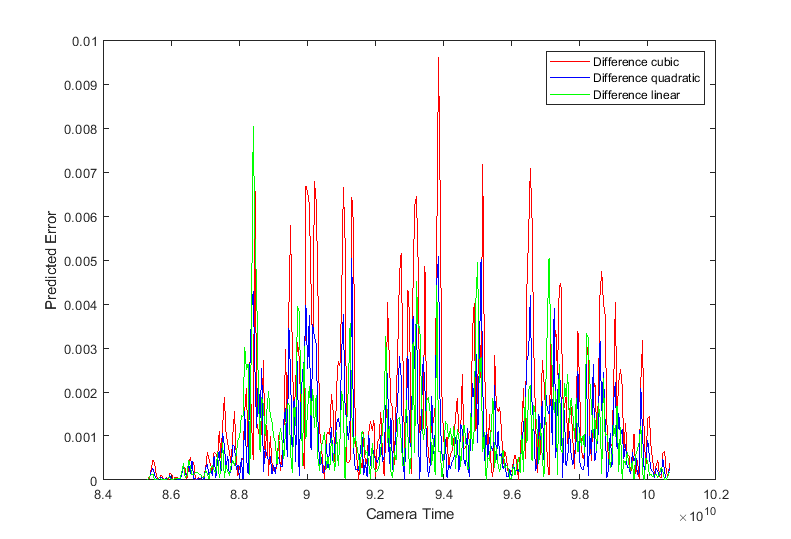 0.01
0.009
0.008
0.007
0.006
0.005
0.004
0.003
0.002
0.001
0
Predicted Error
Difference cubic
Difference quadratic
Difference linear
8.4 8.6 8.8 9 9.2 9.4 9.6 9.8 10 10.2
Camera Time
×10^10